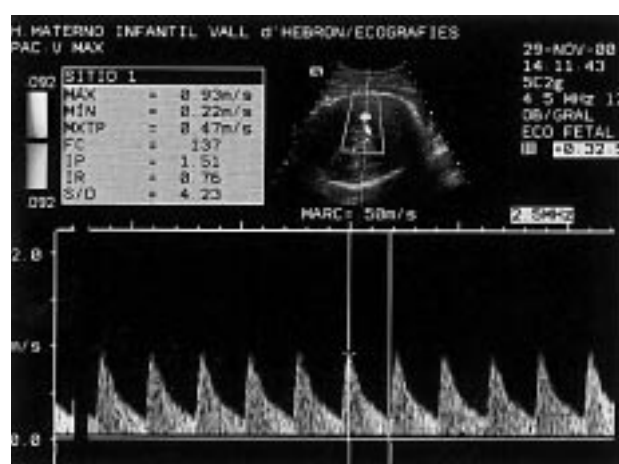 H.MATERNO INFANTIL VALL d'HEBRON/ECOGRAFIES
PAC V MAX
29-NOV-00
14 11 43
5C2g
4 5 MHz
OB/GRAL
ECO FETAL
.092
SITIO 1
MAX = 0 93m/s
MIN = 0.22m/s
MXTP = 0 47m/s
FC = 137
IP = 1.51
IR = 0 76
S/D = 4 23
.092
MARC= 50m/s
2.5MHz
2.0
m/s
0.0